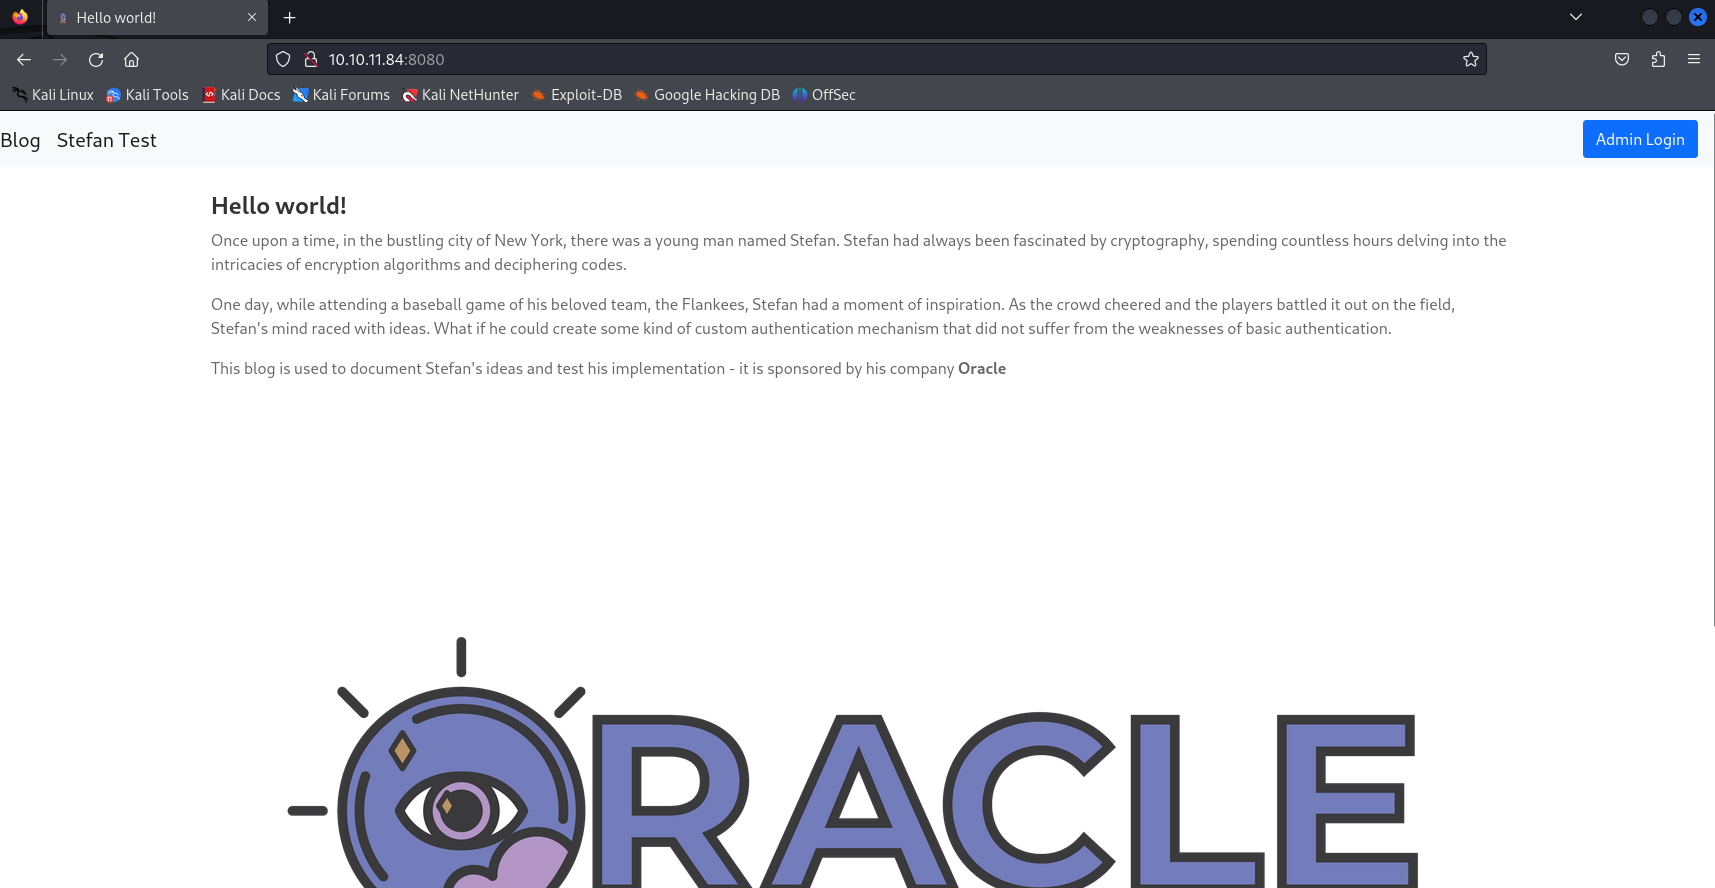 Hello world!
10.10.11.84:8080
Kali Linux Kali Tools Kali Docs Kali Forums Kali NetHunter Exploit-DB Google Hacking DB OffSec
Blog Stefan Test Admin Login
Hello world!
Once upon a time, in the bustling city of New York, there was a young man named Stefan. Stefan had always been fascinated by cryptography, spending countless hours delving into the
intricacies of encryption algorithms and deciphering codes.
One day, while attending a baseball game of his beloved team, the Flankees, Stefan had a moment of inspiration. As the crowd cheered and the players battled it out on the field,
Stefan's mind raced with ideas. What if he could create some kind of custom authentication mechanism that did not suffer from the weaknesses of basic authentication.
This blog is used to document Stefan's ideas and test his implementation - it is sponsored by his company Oracle
ORACLE